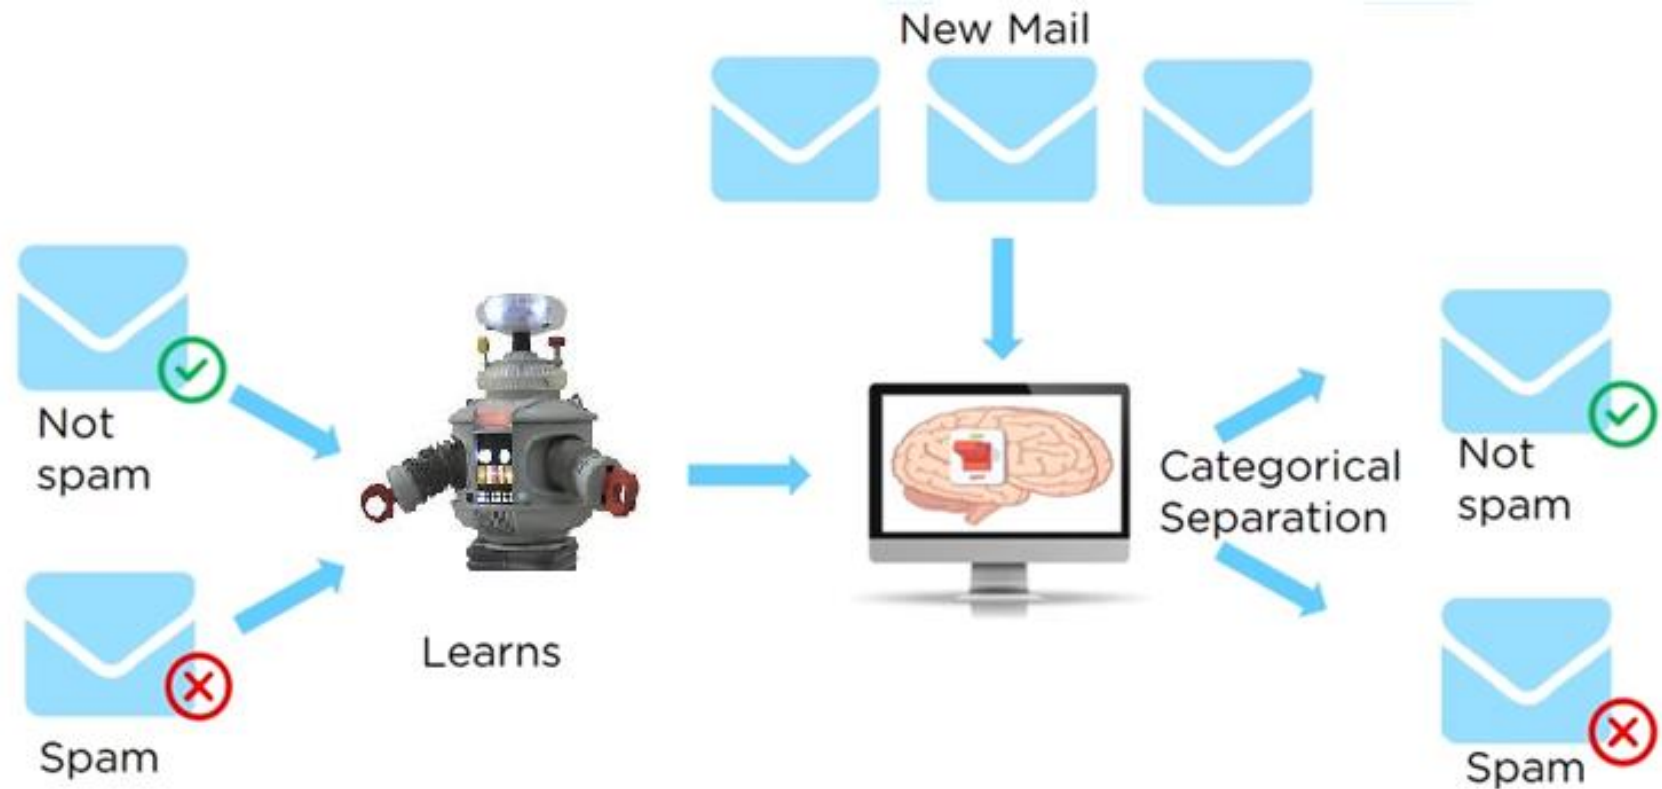 New Mail
Not
spam
Learns
Spam
Categorical
Separation
Not
spam
Spam